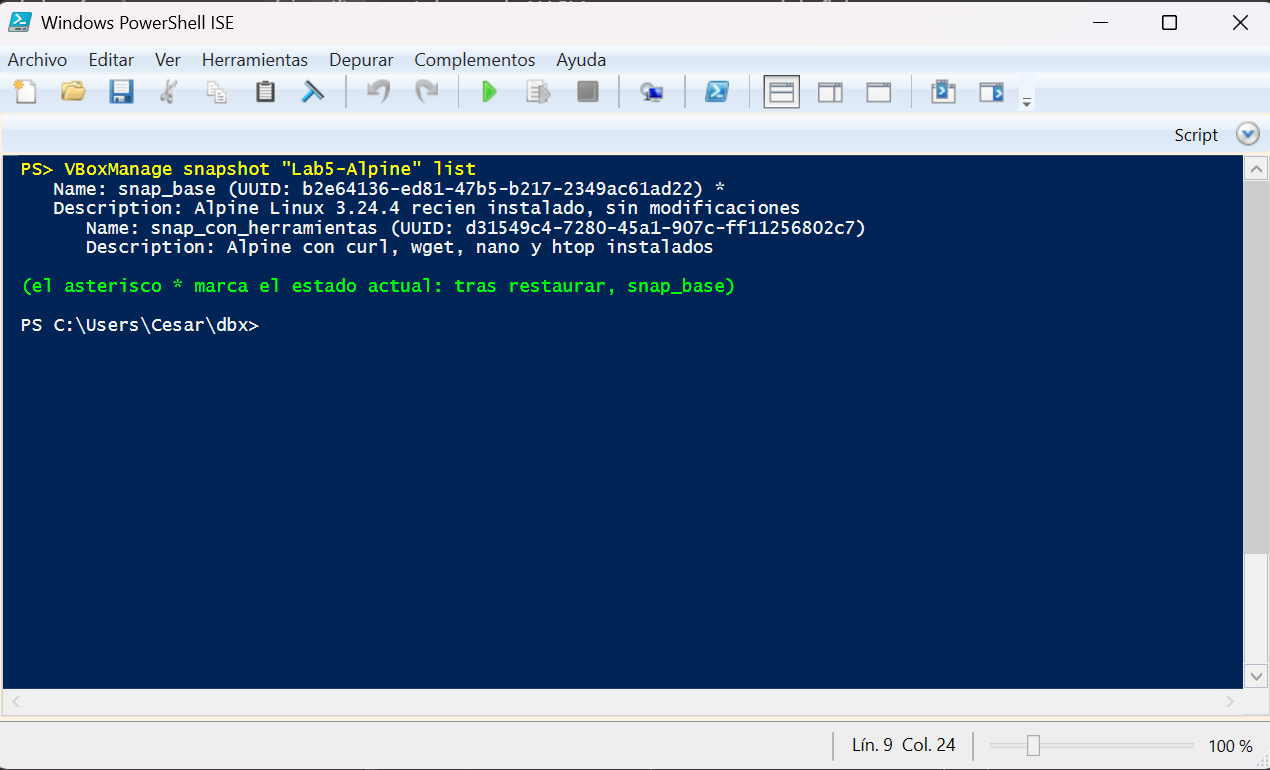 Windows PowerShell ISE
Archivo Editar Ver Herramientas Depurar Complementos Ayuda
Script
PS> VBoxManage snapshot "Lab5-Alpine" list
Name: snap_base (UUID: b2e64136-ed81-47b5-b217-2349ac61ad22) *
Description: Alpine Linux 3.24.4 recien instalado, sin modificaciones
Name: snap_con_herramientas (UUID: d31549c4-7280-45a1-907c-ff11256802c7)
Description: Alpine con curl, wget, nano y htop instalados
(el asterisco * marca el estado actual: tras restaurar, snap_base)
PS C:\Users\Cesar\dbx>
Lín. 9 Col. 24 100 %